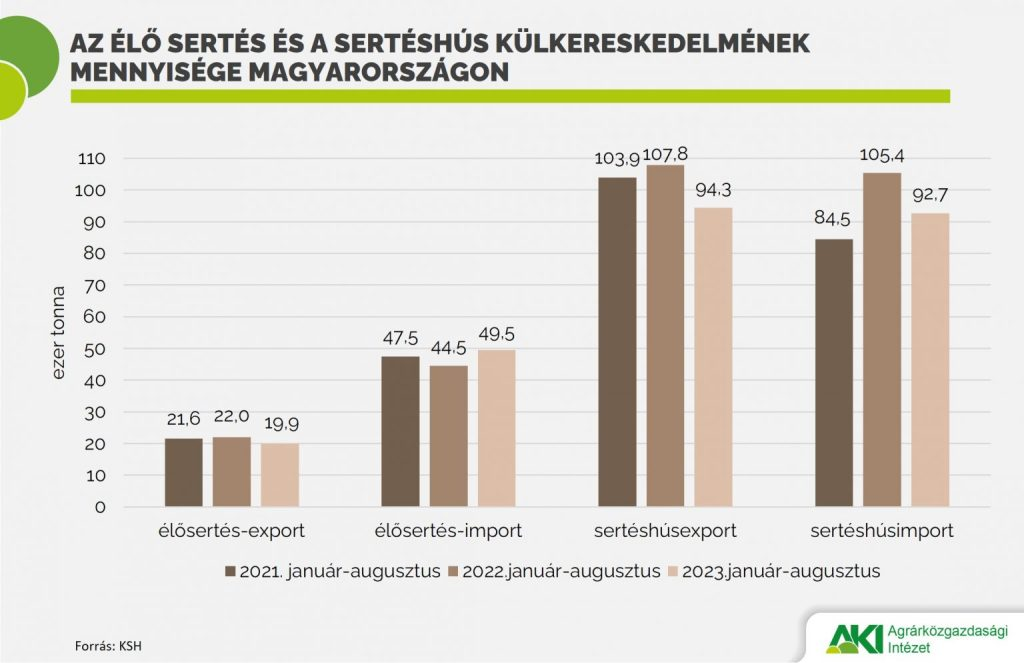 AZ ÉLŐ SERTÉS ÉS A SERTÉSHÚS KÜLKERESKEDELMÉNEK
MENNYISÉGE MAGYARORSZÁGON
ezer tonna
110
100
90
80
70
60
50
40
30
20
10
0
21,6 22,0 19,9
47,5 44,5 49,5
103,9 107,8 94,3
84,5 105,4 92,7
élősertés-export élősertés-import sertéshúsexport sertéshúsimport
2021. január-augusztus 2022.január-augusztus 2023.január-augusztus
Forrás: KSH
AKI Agrárközgazdasági
Intézet